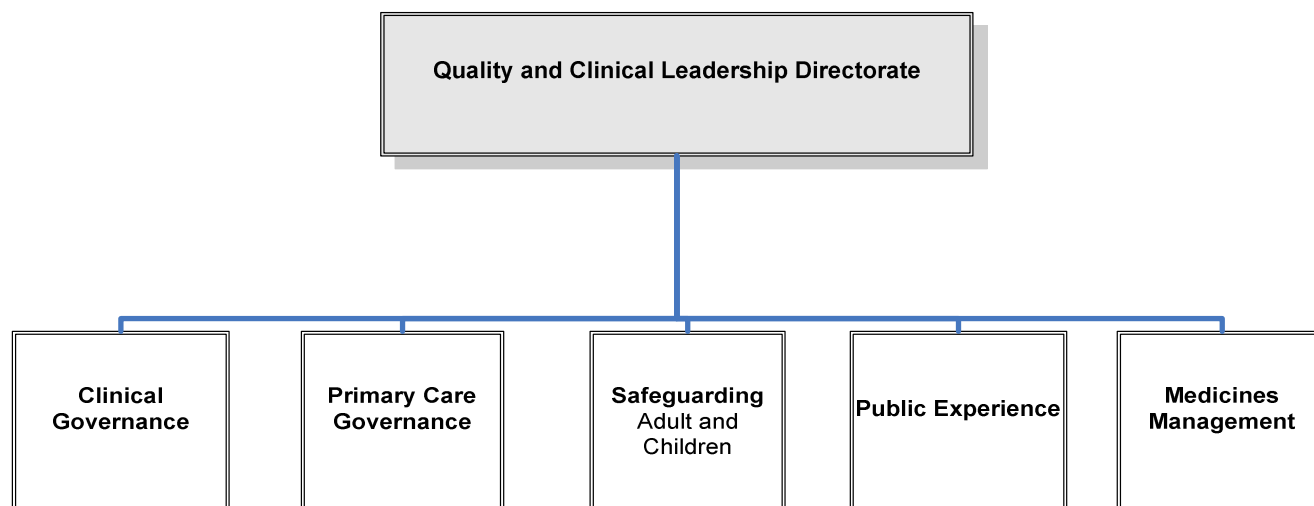 Quality and Clinical Leadership Directorate
Clinical
Governance
Primary Care
Governance
Safeguarding
Adult and
Children
Public Experience
Medicines
Management